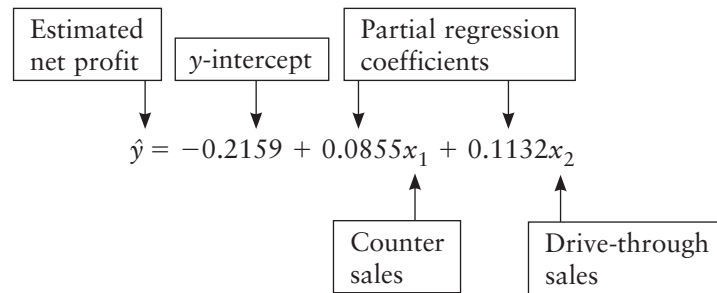 Estimated
net profit
y-intercept
Partial regression
coefficients
ŷ = −0.2159 + 0.0855x₁ + 0.1132x₂
Counter
sales
Drive-through
sales